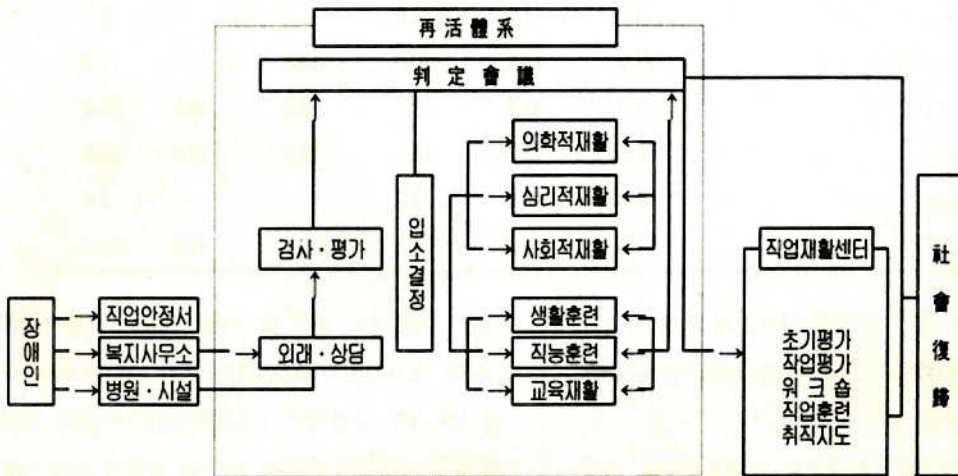 再活體系
判定會議
의학적재활
심리적재활
사회적재활
입소결정
검사·평가
직업재활센터
장애인
직업안정서
복지사무소
병원·시설
외래·상담
생활훈련
직능훈련
교육재활
초기평가
작업평가
워크숍
직업훈련
취직지도
社會復歸